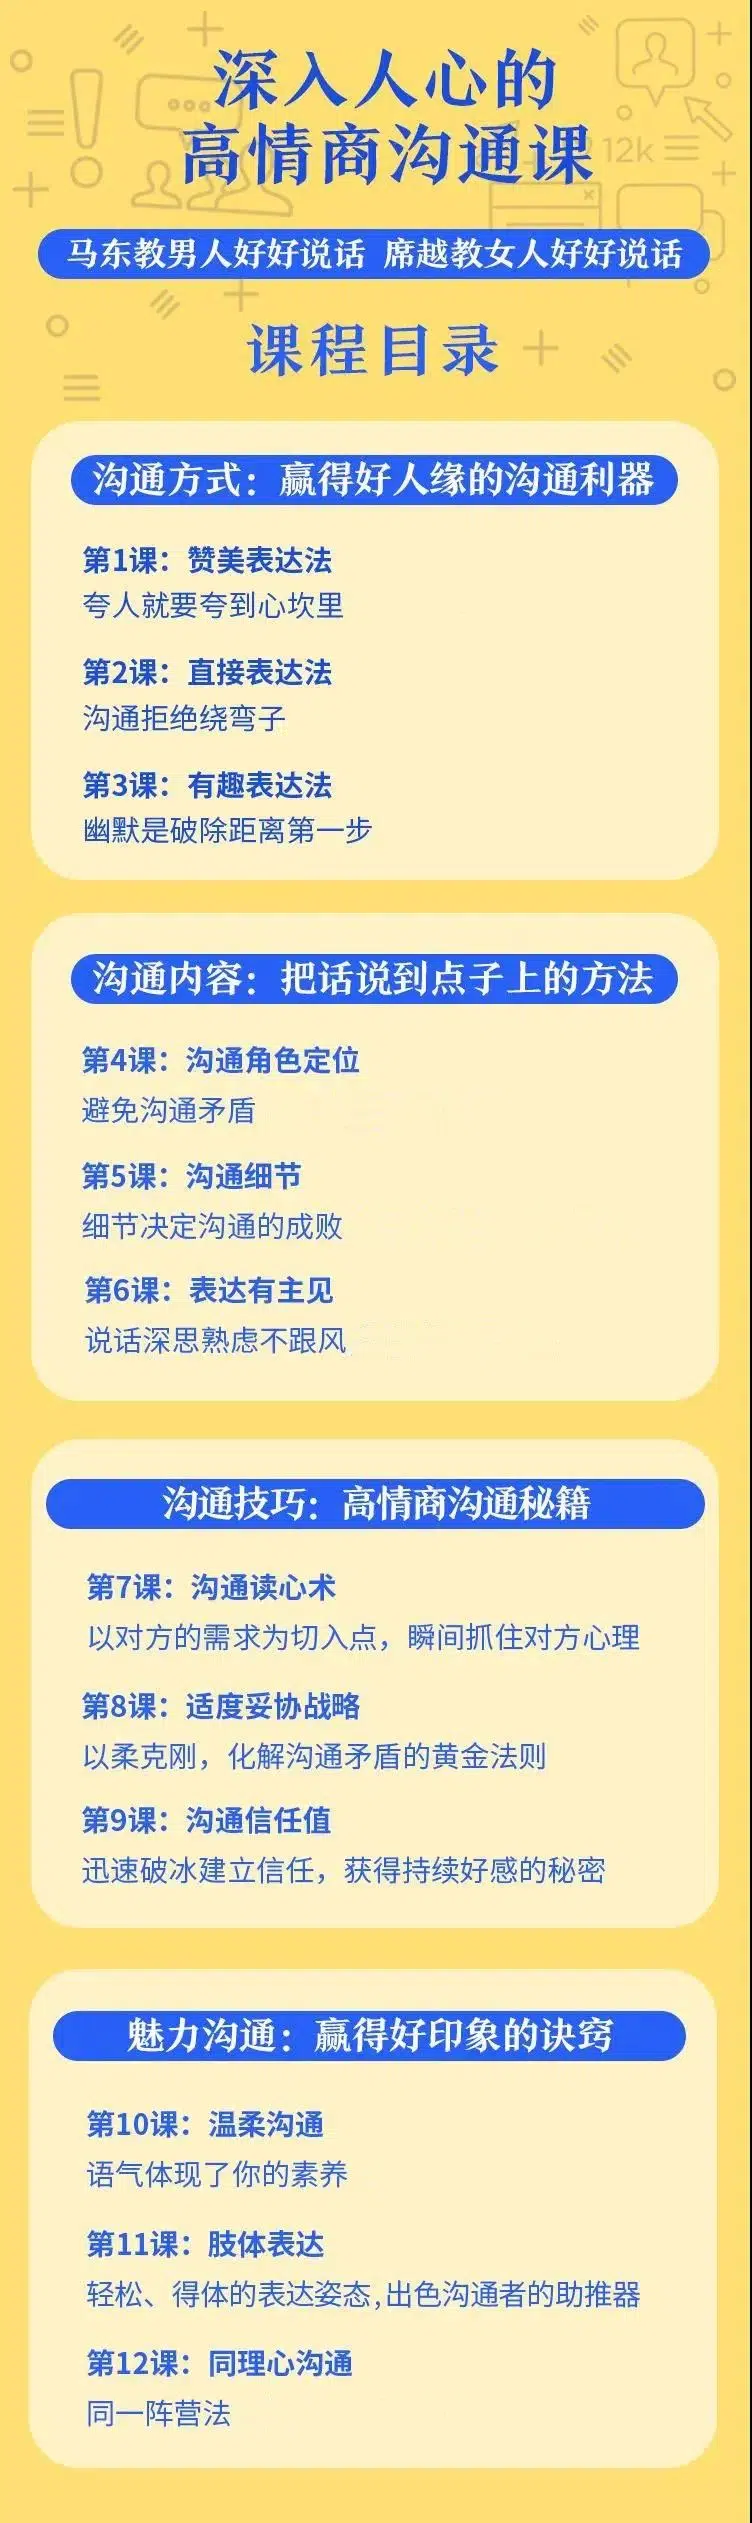 深入人心的
高情商沟通课
12k
马东教男人好好说话 席越教女人好好说话
课程目录
沟通方式：赢得好人缘的沟通利器
第1课：赞美表达法
夸人就要夸到心坎里
第2课：直接表达法
沟通拒绝绕弯子
第3课：有趣表达法
幽默是破除距离第一步
沟通内容：把话说到点子上的方法
第4课：沟通角色定位
避免沟通矛盾
第5课：沟通细节
细节决定沟通的成败
第6课：表达有主见
说话深思熟虑不跟风
沟通技巧：高情商沟通秘籍
第7课：沟通读心术
以对方的需求为切入点，瞬间抓住对方心理
第8课：适度妥协战略
以柔克刚，化解沟通矛盾的黄金法则
第9课：沟通信任值
迅速破冰建立信任，获得持续好感的秘密
魅力沟通：赢得好印象的诀窍
第10课：温柔沟通
语气体现了你的素养
第11课：肢体表达
轻松、得体的表达姿态,出色沟通者的助推器
第12课：同理心沟通
同一阵营法